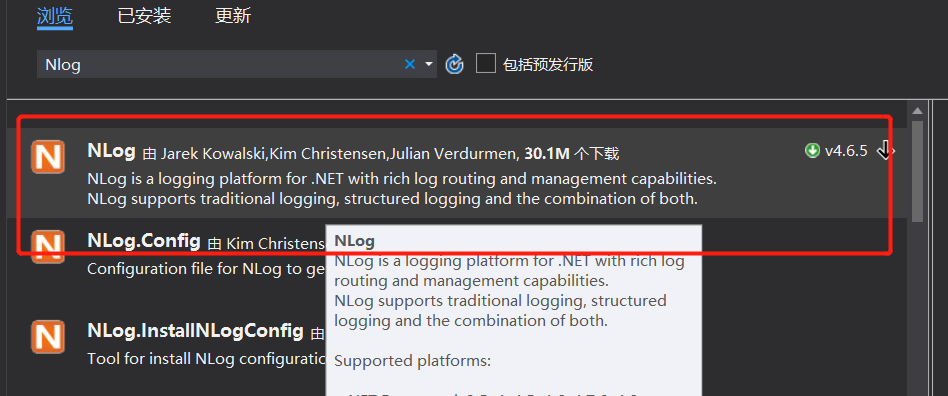 浏览 已安装 更新
Nlog 包括预发行版
NLog 由 Jarek Kowalski,Kim Christensen,Julian Verdurmen, 30.1M 个下载 v4.6.5
NLog is a logging platform for .NET with rich log routing and management capabilities.
NLog supports traditional logging, structured logging and the combination of both.
NLog.Config 由 Kim Christens
Configuration file for NLog to ge
NLog.InstallNLogConfig 由
Tool for install NLog configuratio
NLog
NLog is a logging platform for .NET with rich log
routing and management capabilities.
NLog supports traditional logging, structured
logging and the combination of both.
Supported platforms: